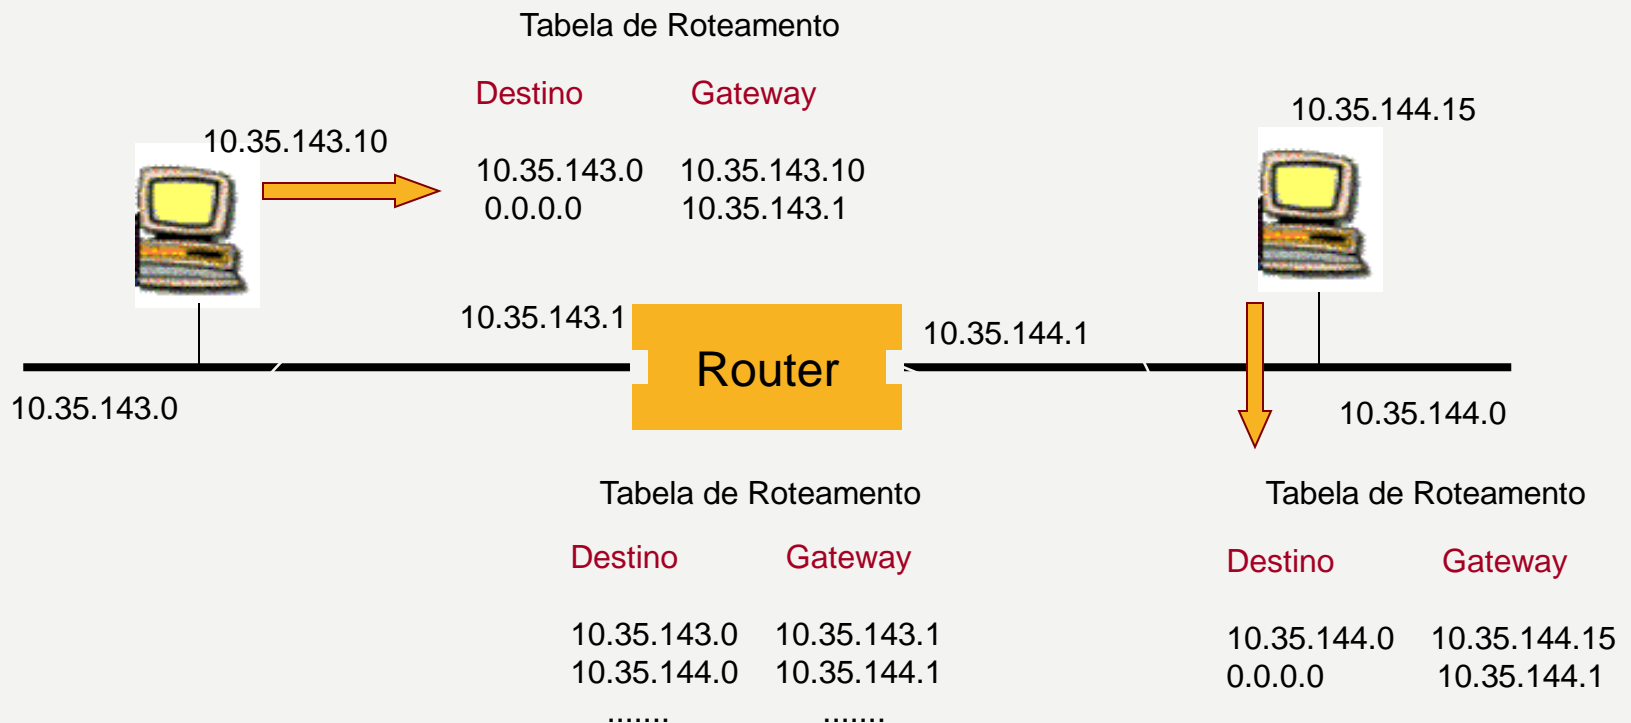 Tabela de Roteamento
Destino Gateway
10.35.143.0 10.35.143.10
0.0.0.0 10.35.143.1
10.35.143.10
10.35.144.15
10.35.143.1
Router
10.35.144.1
10.35.143.0
10.35.144.0
Tabela de Roteamento
Destino Gateway
10.35.143.0 10.35.143.1
10.35.144.0 10.35.144.1
....... .......
Tabela de Roteamento
Destino Gateway
10.35.144.0 10.35.144.15
0.0.0.0 10.35.144.1